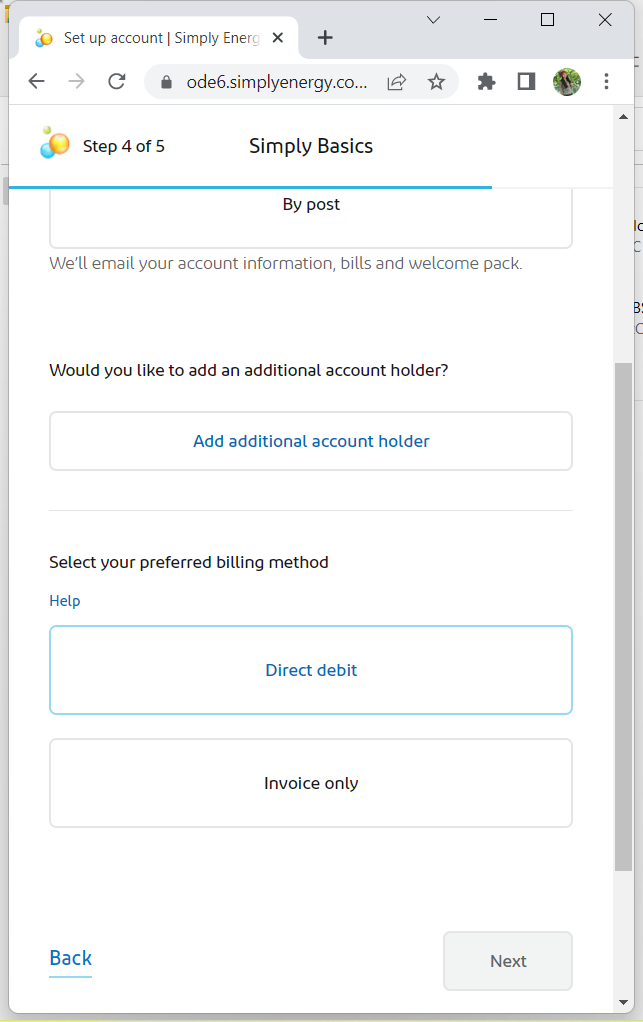 Set up account | Simply Energ
ode6.simplyenergy.co...
Step 4 of 5
Simply Basics
By post
We'll email your account information, bills and welcome pack.
Would you like to add an additional account holder?
Add additional account holder
Select your preferred billing method
Help
Direct debit
Invoice only
Back
Next